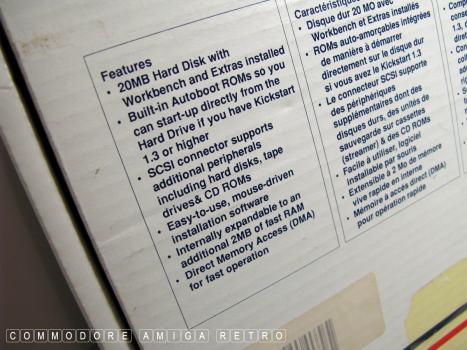 Features
• 20MB Hard Disk with
Workbench and Extras installed
• Built-in Autoboot ROMs so you
can start-up directly from the
Hard Drive if you have Kickstart
1.3 or higher
• SCSI connector supports
additional peripherals
including hard disks, tape
drives& CD ROMs
• Easy-to-use, mouse-driven
installation software
• Internally expandable to an
additional 2MB of fast RAM
• Direct Memory Access (DMA)
for fast operation
Caractéristiques
• Disque dur 20 MO avec
Workbench et Extras installés
• ROMs auto-amorçables intégrées
de manière à démarrer
directement sur le disque dur
si vous avez le Kickstart 1.3
• Le connecteur SCSI supporte
des périphériques
supplémentaires dont des
disques durs, des unités de
sauvegarde sur cassettes
(streamer) & des CD ROMs
• Facile à utiliser, logiciel
installable par souris
• Extensible à 2 Mo de mémoire
vive rapide en interne
• Mémoire à accès direct (DMA)
pour opération rapide
1.3,
COMMODORE AMIGA RETRO